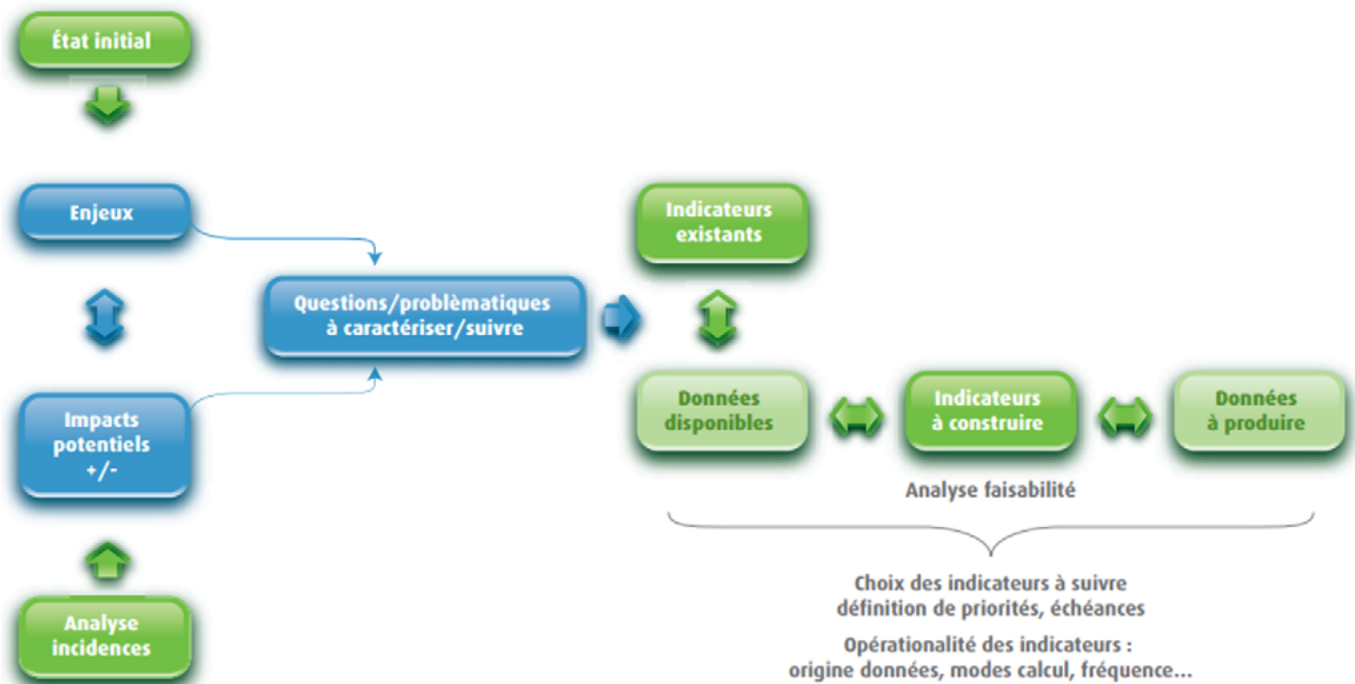 État initial
Enjeux
Indicateurs
existants
Questions/problèmatiques
à caractériser/suivre
Impacts
potentiels
+/-
Données
disponibles
Indicateurs
à construire
Données
à produire
Analyse faisabilité
Analyse
incidences
Choix des indicateurs à suivre
définition de priorités, échéances
Opérationalité des indicateurs :
origine données, modes calcul, fréquence...